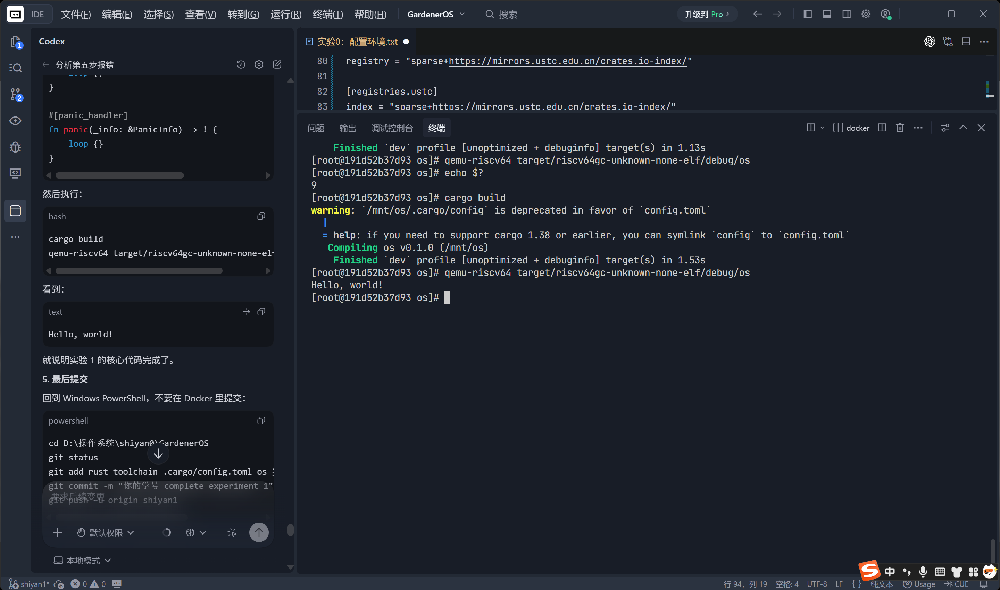 IDE 文件(F) 编辑(E) 选择(S) 查看(V) 转到(G) 运行(R) 终端(T) 帮助(H) GardenerOS 搜索 升级到 Pro
1
2
Codex
分析第五步报错
loop {}
}
#[panic_handler]
fn panic(_info: &PanicInfo) -> ! {
loop {}
}
然后执行：
bash
cargo build
qemu-riscv64 target/riscv64gc-unknown-none-el
看到：
text
Hello, world!
就说明实验 1 的核心代码完成了。
5. 最后提交
回到 Windows PowerShell，不要在 Docker 里提交：
powershell
cd D:\操作系统\shiyan0\GardenerOS
git status
git add rust-toolchain .cargo/config.toml os
git commit -m "你的学号 complete experiment 1"
要求后续变更
git push -u origin shiyan1
默认权限
本地模式
实验0：配置环境.txt
80 registry = "sparse+https://mirrors.ustc.edu.cn/crates.io-index/"
81
82 [registries.ustc]
83 index = "sparse+https://mirrors.ustc.edu.cn/crates.io-index/"
问题 输出 调试控制台 终端 docker
Finished `dev` profile [unoptimized + debuginfo] target(s) in 1.13s
[root@191d52b37d93 os]# qemu-riscv64 target/riscv64gc-unknown-none-elf/debug/os
[root@191d52b37d93 os]# echo $?
9
[root@191d52b37d93 os]# cargo build
warning: `/mnt/os/.cargo/config` is deprecated in favor of `config.toml`
|
= help: if you need to support cargo 1.38 or earlier, you can symlink `config` to `config.toml`
Compiling os v0.1.0 (/mnt/os)
Finished `dev` profile [unoptimized + debuginfo] target(s) in 1.53s
[root@191d52b37d93 os]# qemu-riscv64 target/riscv64gc-unknown-none-elf/debug/os
Hello, world!
[root@191d52b37d93 os]#
中
shiyan1* 0 0 行 94，列 19 空格: 4 UTF-8 LF { } 纯文本 Usage CUE